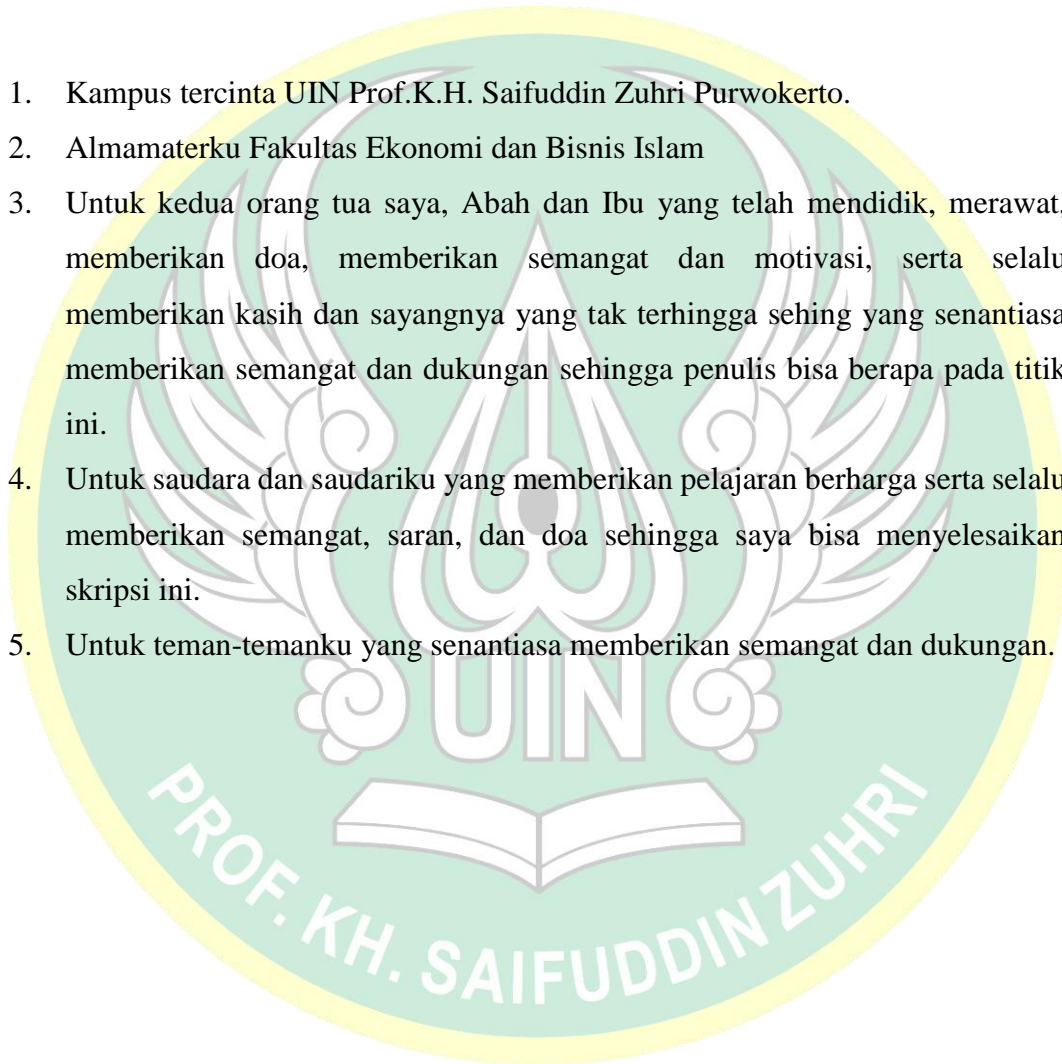 1. Kampus tercinta UIN Prof.K.H. Saifuddin Zuhri Purwokerto.
2. Almamaterku Fakultas Ekonomi dan Bisnis Islam
3. Untuk kedua orang tua saya, Abah dan Ibu yang telah mendidik, merawat,
memberikan doa, memberikan semangat dan motivasi, serta selalu
memberikan kasih dan sayangnya yang tak terhingga sehing yang senantiasa
memberikan semangat dan dukungan sehingga penulis bisa berapa pada titik
ini.
4. Untuk saudara dan saudariku yang memberikan pelajaran berharga serta selalu
memberikan semangat, saran, dan doa sehingga saya bisa menyelesaikan
skripsi ini.
5. Untuk teman-temanku yang senantiasa memberikan semangat dan dukungan.
UIN
PROF. KH. SAIFUDDIN ZUHRI